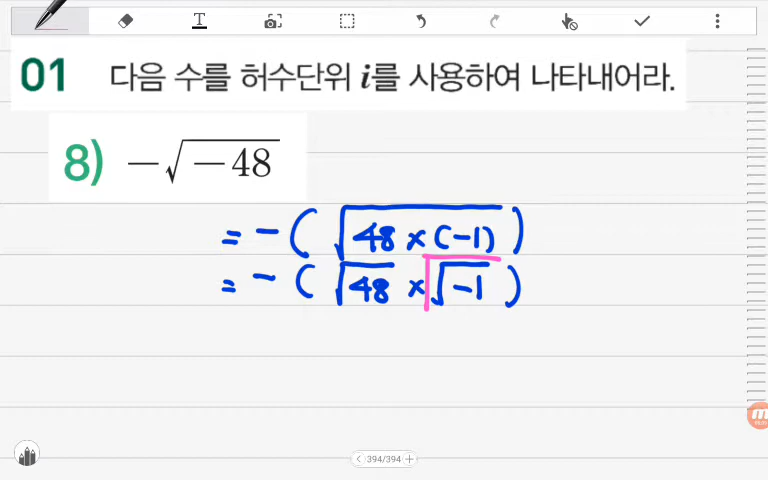 T
01 다음 수를 허수단위 i를 사용하여 나타내어라.
8) −√−48
= −( √48 × (−1) )
= −( √48 × √−1 )
394/394